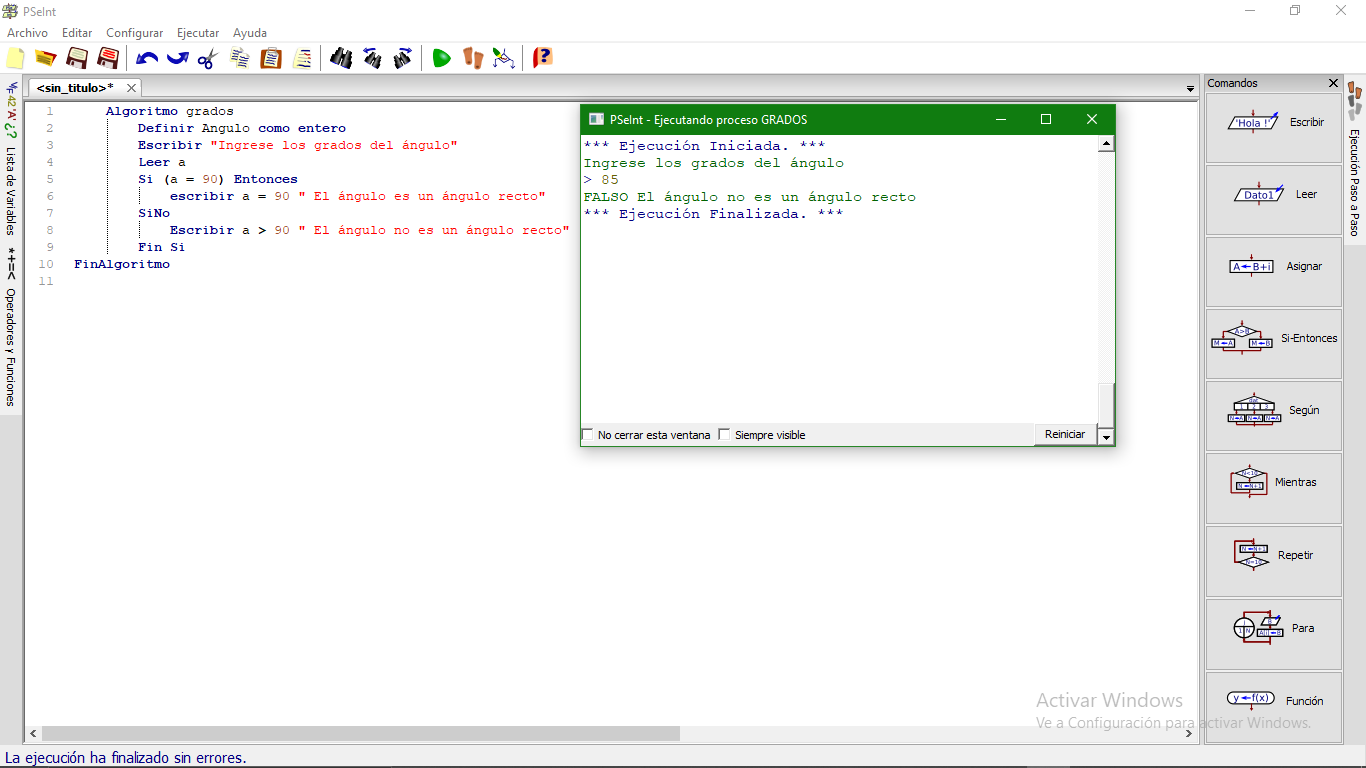 PSeInt
Archivo Editar Configurar Ejecutar Ayuda
<sin_titulo>*
42 'A' ¿? Lista de Variables
*+=< Operadores y Funciones
1 Algoritmo grados
2 Definir Angulo como entero
3 Escribir "Ingrese los grados del ángulo"
4 Leer a
5 Si (a = 90) Entonces
6 escribir a = 90 " El ángulo es un ángulo recto"
7 SiNo
8 Escribir a > 90 " El ángulo no es un ángulo recto"
9 Fin Si
10 FinAlgoritmo
11
PSeInt - Ejecutando proceso GRADOS
*** Ejecución Iniciada. ***
Ingrese los grados del ángulo
> 85
FALSO El ángulo no es un ángulo recto
*** Ejecución Finalizada. ***
No cerrar esta ventana Siempre visible Reiniciar
Comandos
'Hola !' Escribir
Dato1 Leer
A←B+i Asignar
A>B M←A M←B Si-Entonces
Según
Mientras
Repetir
Para
y←f(x) Función
Ejecución Paso a Paso
Activar Windows
Ve a Configuración para activar Windows.
La ejecución ha finalizado sin errores.